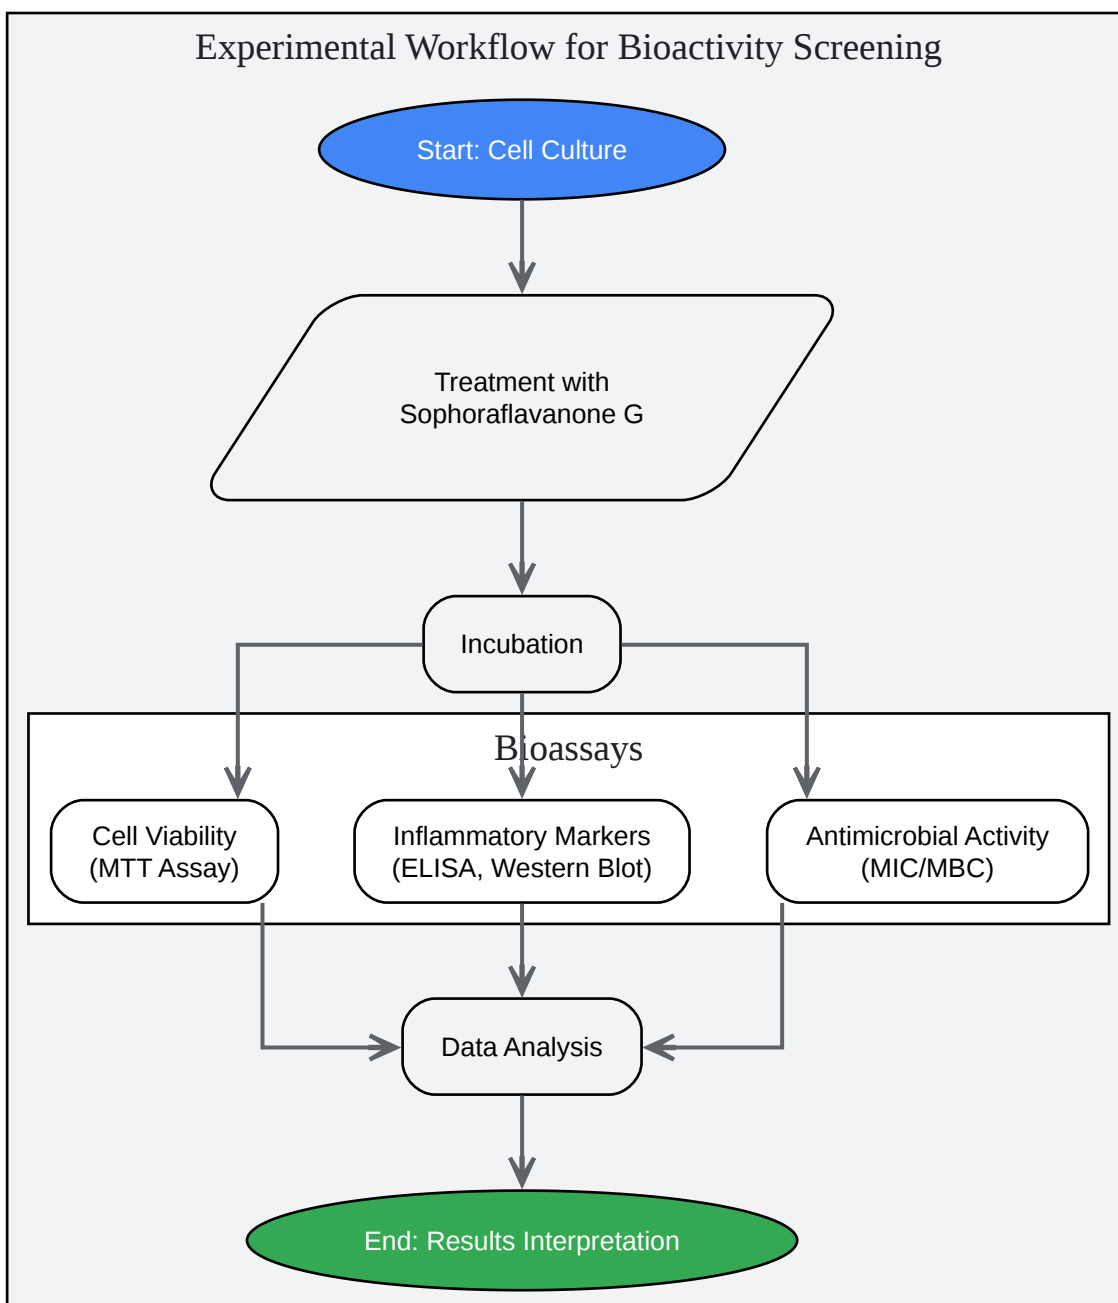 Experimental Workflow for Bioactivity Screening
Start: Cell Culture
Treatment with
Sophoraflavanone G
Incubation
Bioassays
Cell Viability
(MTT Assay)
Inflammatory Markers
(ELISA, Western Blot)
Antimicrobial Activity
(MIC/MBC)
Data Analysis
End: Results Interpretation